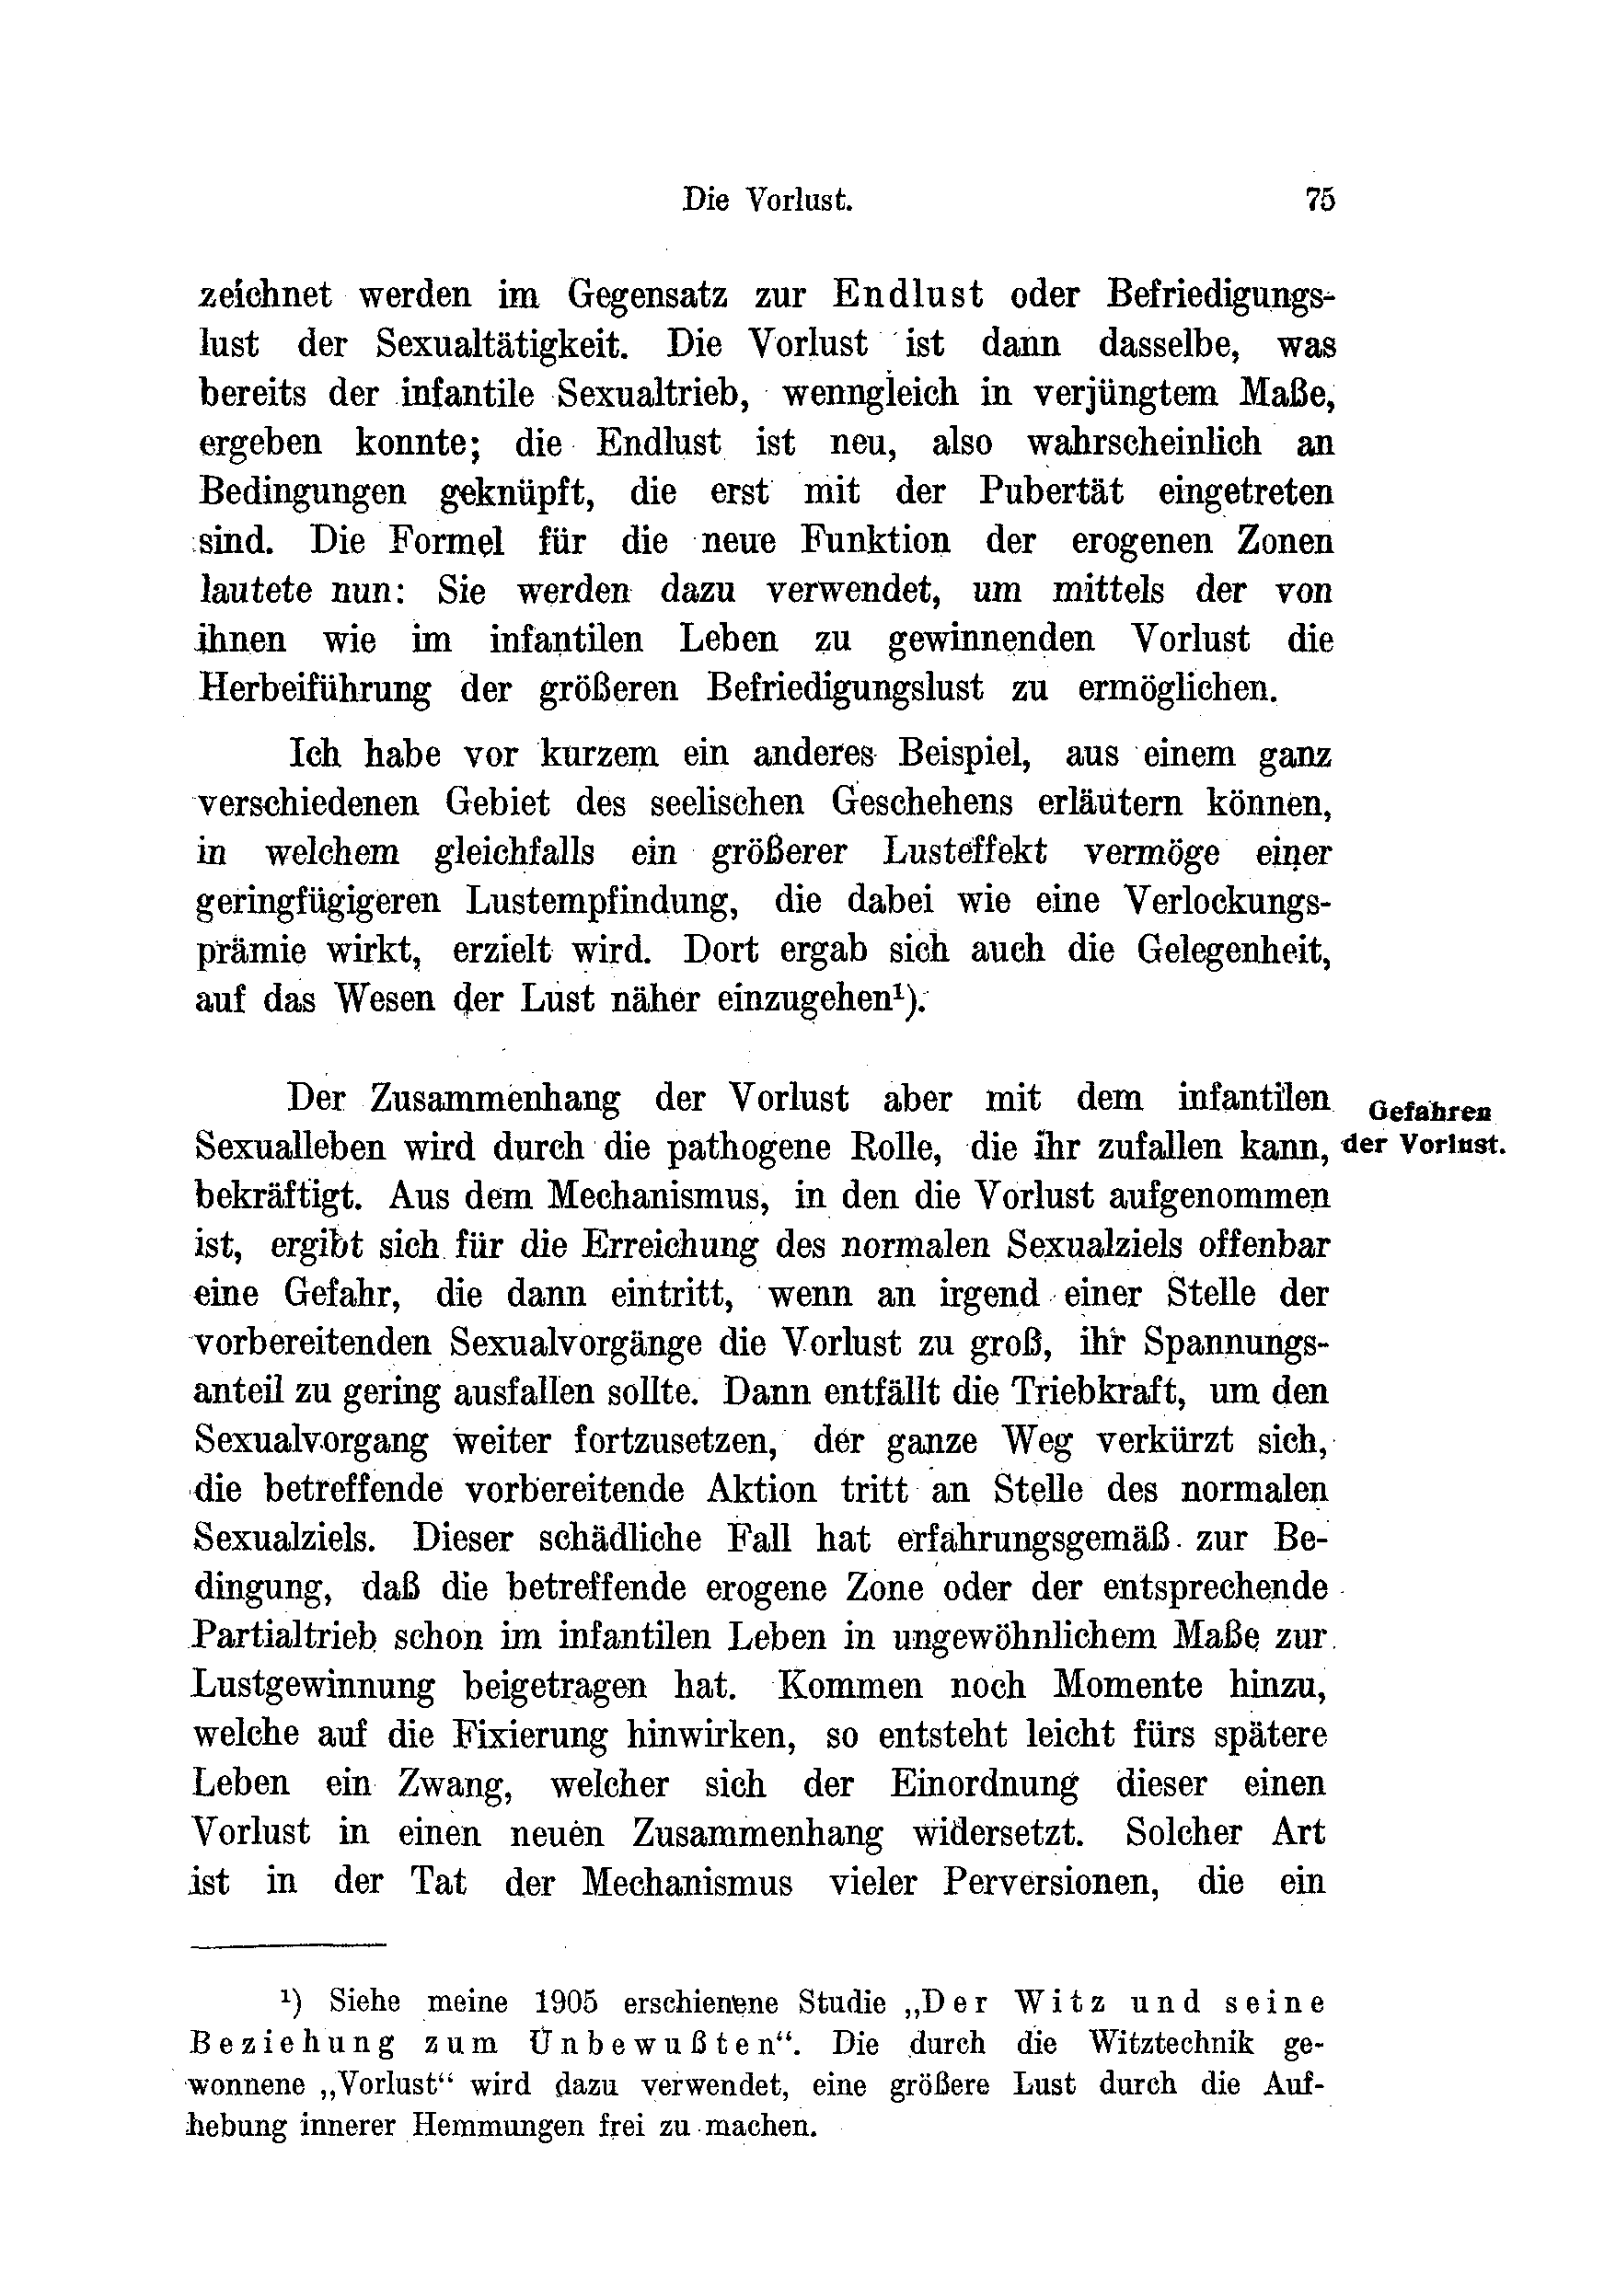 Die Vorlust. 75
zeichnet werden im Gegensatz zur Endlust oder Befriedigungs-
lust der Sexualtätigkeit. Die Vorlust ist dann dasselbe, was
bereits der infantile Sexualtrieb, wenngleich in verjüngtem Maße,
ergeben konnte; die Endlust ist neu, also wahrscheinlich an
Bedingungen geknüpft, die erst mit der Pubertät eingetreten
sind. Die Formel für die neue Funktion der erogenen Zonen
lautete nun: Sie werden dazu verwendet, um mittels der von
ihnen wie im infantilen Leben zu gewinnenden Vorlust die
Herbeiführung der größeren Befriedigungslust zu ermöglichen.
Ich habe vor kurzem ein anderes Beispiel, aus einem ganz
verschiedenen Gebiet des seelischen Geschehens erläutern können,
in welchem gleichfalls ein größerer Lusteffekt vermöge einer
geringfügigeren Lustempfindung, die dabei wie eine Verlockungs-
prämie wirkt, erzielt wird. Dort ergab sich auch die Gelegenheit,
auf das Wesen der Lust näher einzugehen¹).
Der Zusammenhang der Vorlust aber mit dem infantilen
Gefahren
Sexualleben wird durch die pathogene Rolle, die ihr zufallen kann,
der Vorlust.
bekräftigt. Aus dem Mechanismus, in den die Vorlust aufgenommen
ist, ergibt sich für die Erreichung des normalen Sexualziels offenbar
eine Gefahr, die dann eintritt, wenn an irgend einer Stelle der
vorbereitenden Sexualvorgänge die Vorlust zu groß, ihr Spannungs-
anteil zu gering ausfallen sollte. Dann entfällt die Triebkraft, um den
Sexualvorgang weiter fortzusetzen, der ganze Weg verkürzt sich,
die betreffende vorbereitende Aktion tritt an Stelle des normalen
Sexualziels. Dieser schädliche Fall hat erfahrungsgemäß zur Be-
dingung, daß die betreffende erogene Zone oder der entsprechende
Partialtrieb schon im infantilen Leben in ungewöhnlichem Maße zur
Lustgewinnung beigetragen hat. Kommen noch Momente hinzu,
welche auf die Fixierung hinwirken, so entsteht leicht fürs spätere
Leben ein Zwang, welcher sich der Einordnung dieser einen
Vorlust in einen neuen Zusammenhang widersetzt. Solcher Art
ist in der Tat der Mechanismus vieler Perversionen, die ein
¹) Siehe meine 1905 erschienene Studie „Der Witz und seine
Beziehung zum Unbewußten“. Die durch die Witztechnik ge-
wonnene „Vorlust“ wird dazu verwendet, eine größere Lust durch die Auf-
hebung innerer Hemmungen frei zu machen.